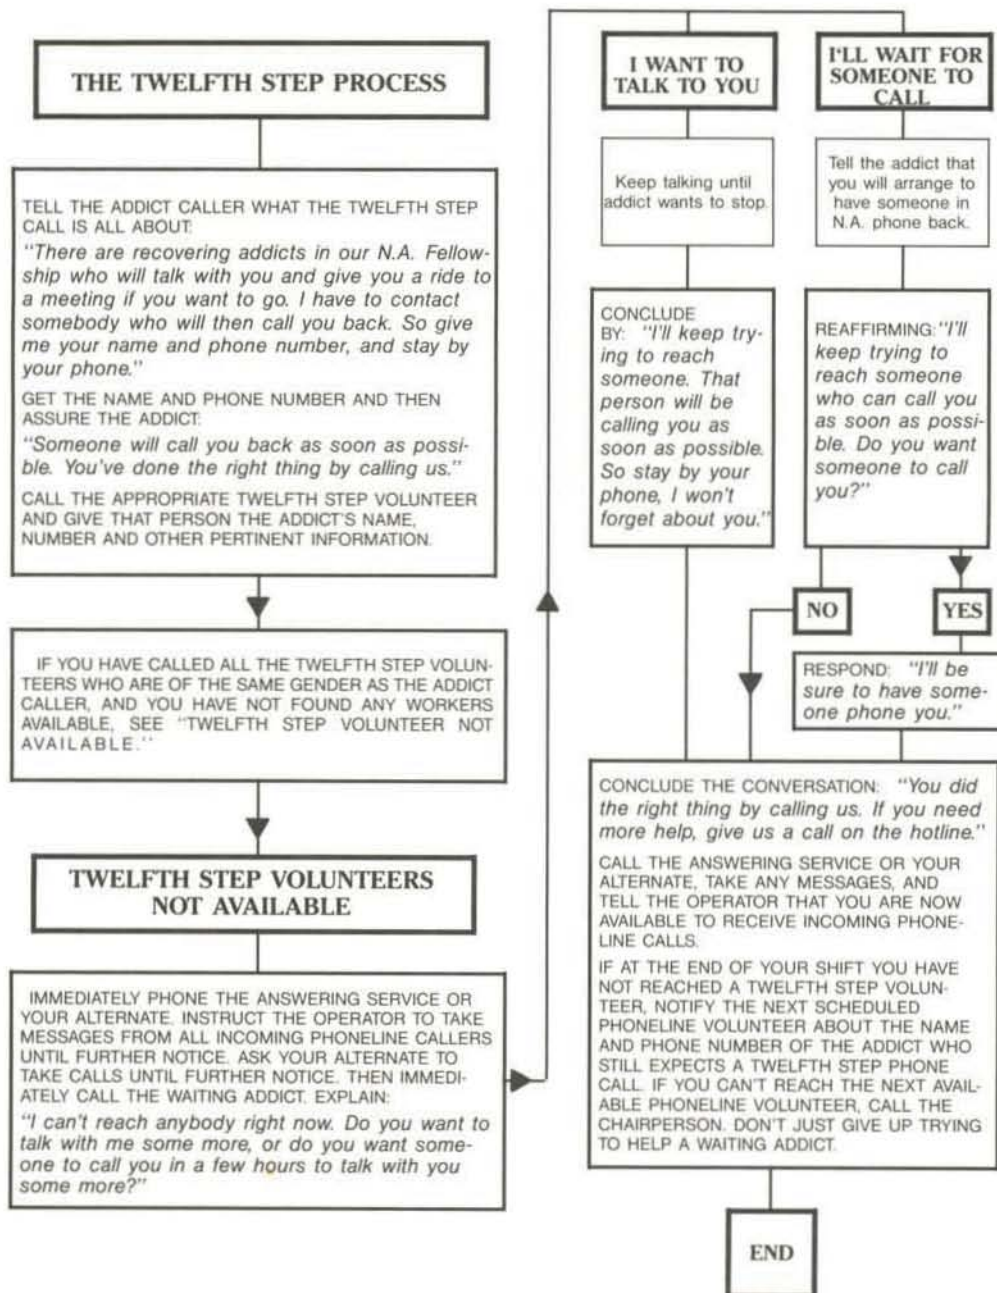 THE TWELFTH STEP PROCESS
TELL THE ADDICT CALLER WHAT THE TWELFTH STEP
CALL IS ALL ABOUT:
"There are recovering addicts in our N.A. Fellow-
ship who will talk with you and give you a ride to
a meeting if you want to go. I have to contact
somebody who will then call you back. So give
me your name and phone number, and stay by
your phone."
GET THE NAME AND PHONE NUMBER AND THEN
ASSURE THE ADDICT:
"Someone will call you back as soon as possi-
ble. You've done the right thing by calling us."
CALL THE APPROPRIATE TWELFTH STEP VOLUNTEER
AND GIVE THAT PERSON THE ADDICT'S NAME,
NUMBER AND OTHER PERTINENT INFORMATION.
IF YOU HAVE CALLED ALL THE TWELFTH STEP VOLUN-
TEERS WHO ARE OF THE SAME GENDER AS THE ADDICT
CALLER, AND YOU HAVE NOT FOUND ANY WORKERS
AVAILABLE, SEE "TWELFTH STEP VOLUNTEER NOT
AVAILABLE."
TWELFTH STEP VOLUNTEERS
NOT AVAILABLE
IMMEDIATELY PHONE THE ANSWERING SERVICE OR
YOUR ALTERNATE. INSTRUCT THE OPERATOR TO TAKE
MESSAGES FROM ALL INCOMING PHONELINE CALLERS
UNTIL FURTHER NOTICE. ASK YOUR ALTERNATE TO
TAKE CALLS UNTIL FURTHER NOTICE. THEN IMMEDI-
ATELY CALL THE WAITING ADDICT. EXPLAIN:
"I can't reach anybody right now. Do you want to
talk with me some more, or do you want some-
one to call you in a few hours to talk with you
some more?"
I WANT TO
TALK TO YOU
Keep talking until
addict wants to stop.
CONCLUDE
BY: "I'll keep try-
ing to reach
someone. That
person will be
calling you as
soon as possible.
So stay by your
phone, I won't
forget about you."
I'LL WAIT FOR
SOMEONE TO
CALL
Tell the addict that
you will arrange to
have someone in
N.A. phone back.
REAFFIRMING: "I'll
keep trying to
reach someone
who can call you
as soon as possi-
ble. Do you want
someone to call
you?"
NO
YES
RESPOND: "I'll be
sure to have some-
one phone you."
CONCLUDE THE CONVERSATION: "You did
the right thing by calling us. If you need
more help, give us a call on the hotline."
CALL THE ANSWERING SERVICE OR YOUR
ALTERNATE, TAKE ANY MESSAGES, AND
TELL THE OPERATOR THAT YOU ARE NOW
AVAILABLE TO RECEIVE INCOMING PHONE-
LINE CALLS.
IF AT THE END OF YOUR SHIFT YOU HAVE
NOT REACHED A TWELFTH STEP VOLUN-
TEER, NOTIFY THE NEXT SCHEDULED
PHONELINE VOLUNTEER ABOUT THE NAME
AND PHONE NUMBER OF THE ADDICT WHO
STILL EXPECTS A TWELFTH STEP PHONE
CALL. IF YOU CAN'T REACH THE NEXT AVAIL-
ABLE PHONELINE VOLUNTEER, CALL THE
CHAIRPERSON. DON'T JUST GIVE UP TRYING
TO HELP A WAITING ADDICT.
END